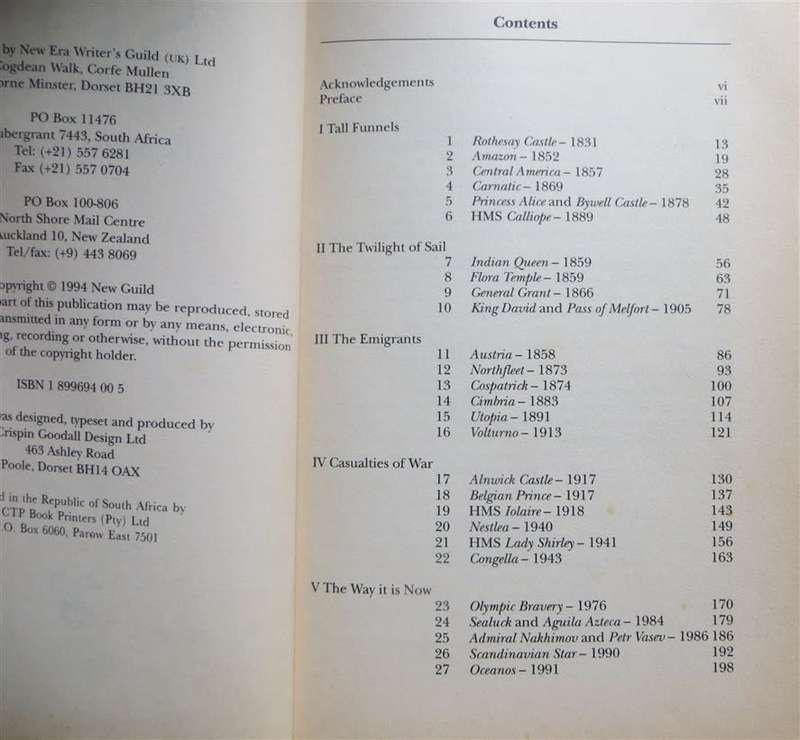 by New Era Writer's Guild (UK) Ltd
Cogdean Walk, Corfe Mullen
Minster, Dorset BH21 3XB
PO Box 11476
7443, South Africa
Tel: (+21) 557 6281
Fax (+21) 557 0704
PO Box 100-806
North Shore Mail Centre
Auckland 10, New Zealand
Tel/fax: (+9) 443 8069
Copyright © 1994 New Guild
part of this publication may be reproduced, stored
transmitted in any form or by any means, electronic,
recording or otherwise, without the permission
of the copyright holder.
ISBN 1 899694 00 5
was designed, typeset and produced by
Crispin Goodall Design Ltd
463 Ashley Road
Poole, Dorset BH14 OAX
in the Republic of South Africa by
CTP Book Printers (Pty) Ltd
O. Box 6060, Parow East 7501
Contents
Acknowledgements vi
Preface vii
I Tall Funnels
1 Rothesay Castle – 1831 13
2 Amazon – 1852 19
3 Central America – 1857 28
4 Carnatic – 1869 35
5 Princess Alice and Bywell Castle – 1878 42
6 HMS Calliope – 1889 48
II The Twilight of Sail
7 Indian Queen – 1859 56
8 Flora Temple – 1859 63
9 General Grant – 1866 71
10 King David and Pass of Melfort – 1905 78
III The Emigrants
11 Austria – 1858 86
12 Northfleet – 1873 93
13 Cospatrick – 1874 100
14 Cimbria – 1883 107
15 Utopia – 1891 114
16 Volturno – 1913 121
IV Casualties of War
17 Alnwick Castle – 1917 130
18 Belgian Prince – 1917 137
19 HMS Iolaire – 1918 143
20 Nestlea – 1940 149
21 HMS Lady Shirley – 1941 156
22 Congella – 1943 163
V The Way it is Now
23 Olympic Bravery – 1976 170
24 Sealuck and Aguila Azteca – 1984 179
25 Admiral Nakhimov and Petr Vasev – 1986 186
26 Scandinavian Star – 1990 192
27 Oceanos – 1991 198